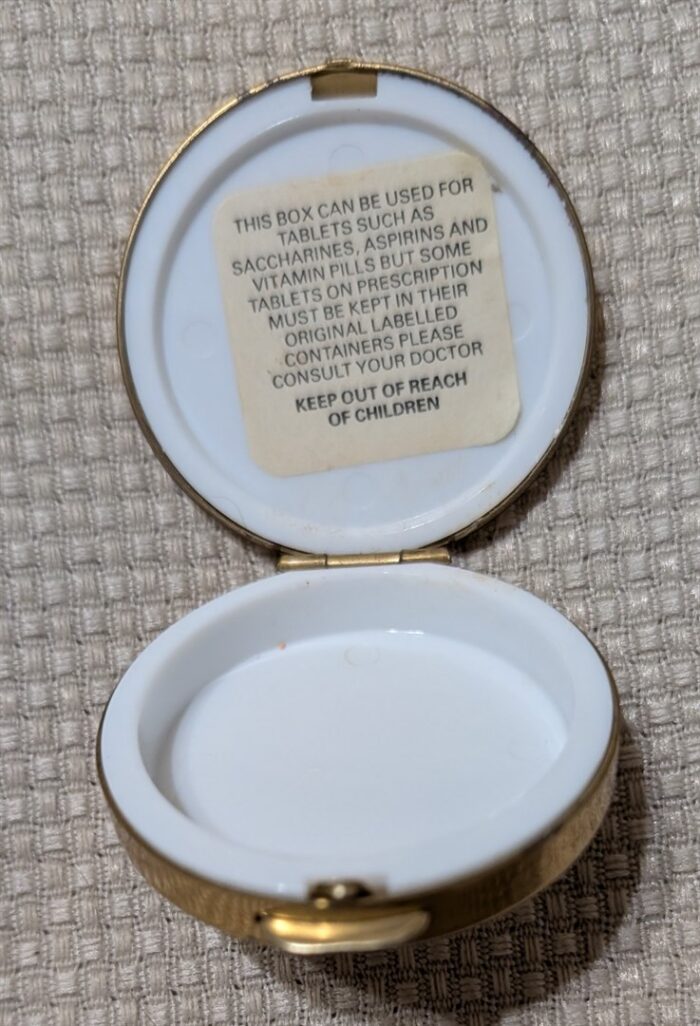 THIS BOX CAN BE USED FOR
TABLETS SUCH AS
SACCHARINES, ASPIRINS AND
VITAMIN PILLS BUT SOME
TABLETS ON PRESCRIPTION
MUST BE KEPT IN THEIR
ORIGINAL LABELLED
CONTAINERS PLEASE
CONSULT YOUR DOCTOR
KEEP OUT OF REACH
OF CHILDREN